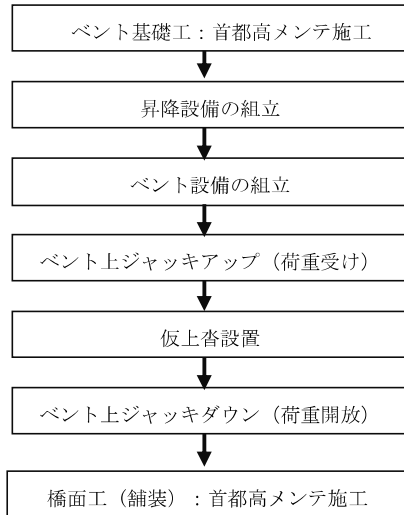 ベント基礎工：首都高メンテ施工
昇降設備の組立
ベント設備の組立
ベント上ジャッキアップ（荷重受け）
仮上沓設置
ベント上ジャッキダウン（荷重開放）
橋面工（舗装）：首都高メンテ施工